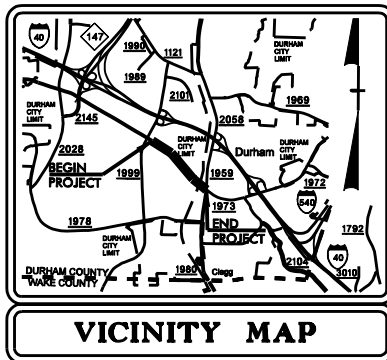 40
147
1990
1121
1989
DURHAM
CITY
LIMIT
2101
1969
DURHAM
CITY
LIMIT
2145
2058
DURHAM
CITY
LIMIT
Durham
DURHAM
CITY
LIMIT
2028
BEGIN
PROJECT
1999
1959
1972
1973
540
END
PROJECT
1978
1792
DURHAM
CITY
LIMIT
40
DURHAM COUNTY
WAKE COUNTY
1980
Clegg
2104
3010
VICINITY MAP